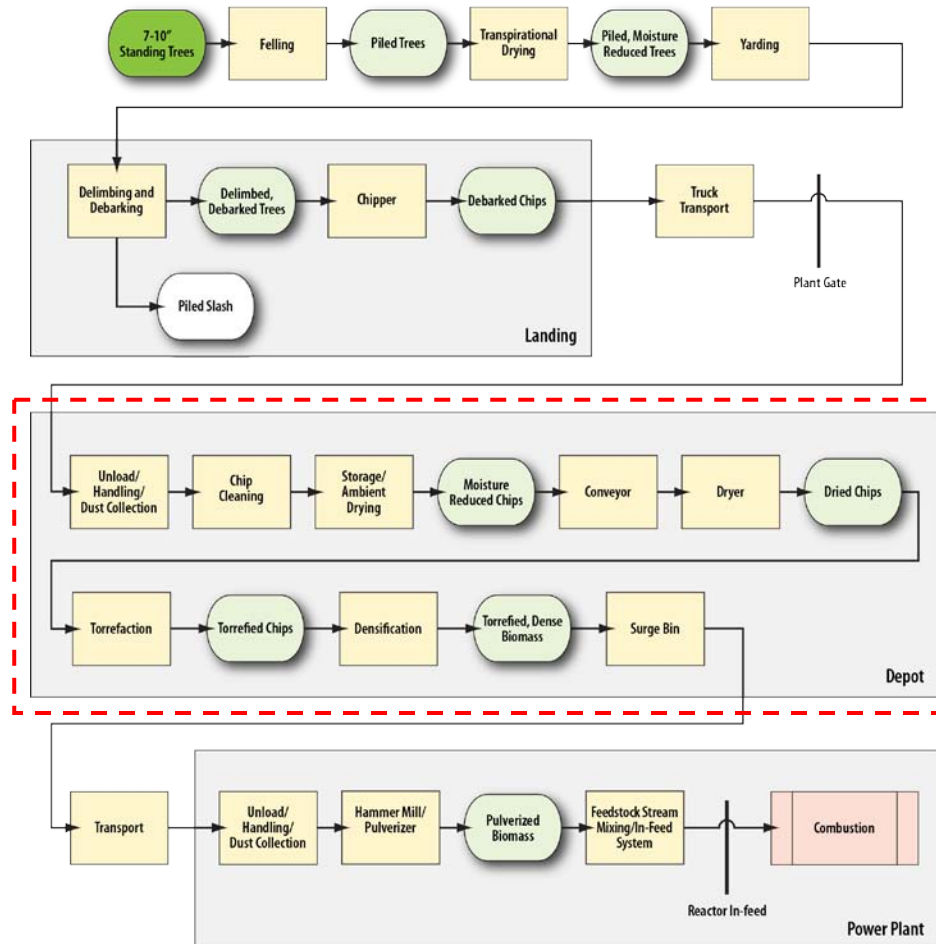 7-10"
Standing Trees
Felling
Piled Trees
Transpirational
Drying
Piled, Moisture
Reduced Trees
Yarding
Delimbing and
Debarking
Delimbed,
Debarked Trees
Chipper
Debarked Chips
Truck
Transport
Plant Gate
Piled Slash
Landing
Unload/
Handling/
Dust Collection
Chip
Cleaning
Storage/
Ambient
Drying
Moisture
Reduced Chips
Conveyor
Dryer
Dried Chips
Torrefaction
Torrefied Chips
Densification
Torrefied, Dense
Biomass
Surge Bin
Depot
Transport
Unload/
Handling/
Dust Collection
Hammer Mill/
Pulverizer
Pulverized
Biomass
Feedstock Stream
Mixing/In-Feed
System
Reactor In-feed
Combustion
Power Plant